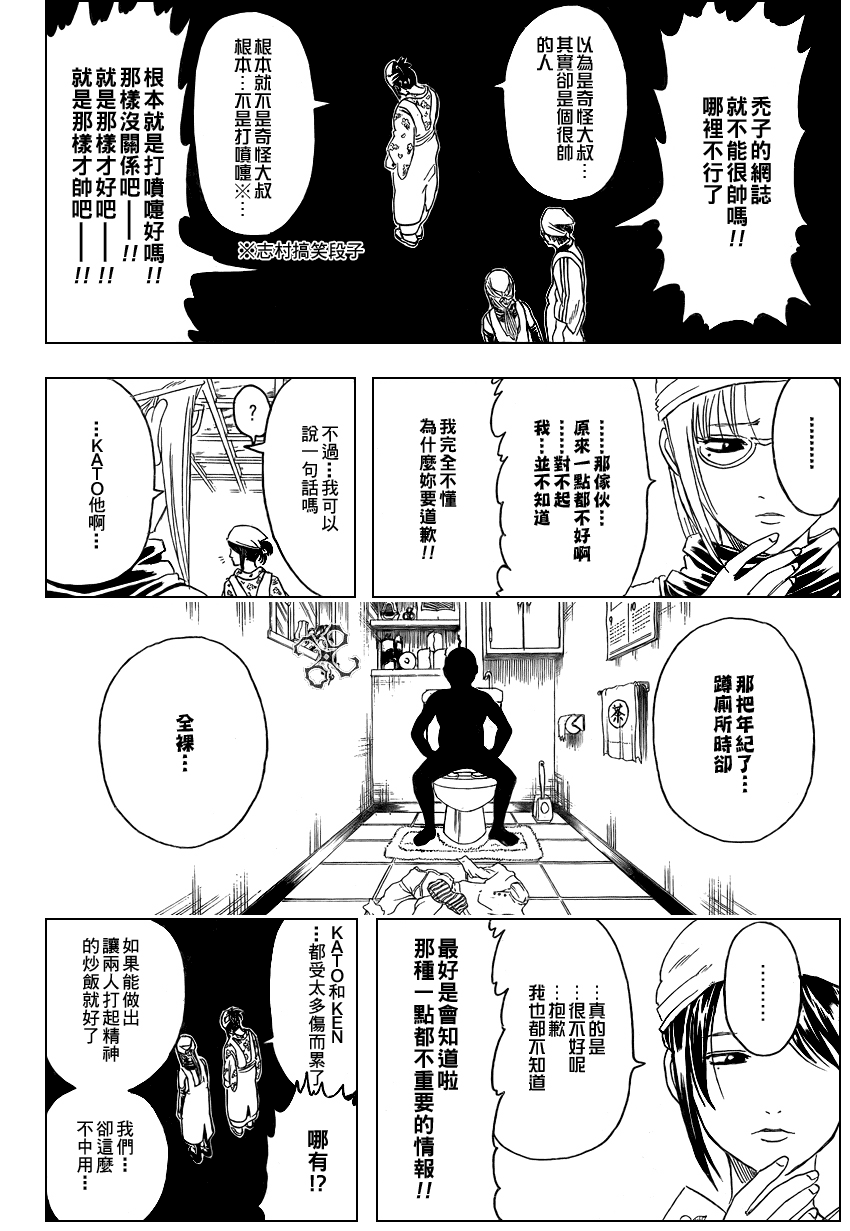 禿子的網誌
就不能很帥嗎!!
哪裡不行了
以為是奇怪大叔…
其實卻是個很帥
的人
根本就不是奇怪大叔
根本…不是打噴嚏※…
根本就是打噴嚏好嗎!!
那樣沒關係吧——!!
就是那樣才好吧——!!
就是那樣才帥吧——!!
※志村搞笑段子
………
……那傢伙…
原來一點都不好啊
……對不起
我…並不知道
我完全不懂
為什麼妳要道歉!!
不過…我可以
說一句話嗎
?
…KATO他啊…
那把年紀了…
蹲廁所時卻
全裸…
茶
………
…真的是
…很不好呢
…抱歉
我也都不知道
最好是會知道啦
那種一點都不重要的情報!!
KATO和KEN
…都受太多傷而累了
哪有!?
如果能做出
讓兩人打起精神
的炒飯就好了
我們…
卻這麼
不中用…